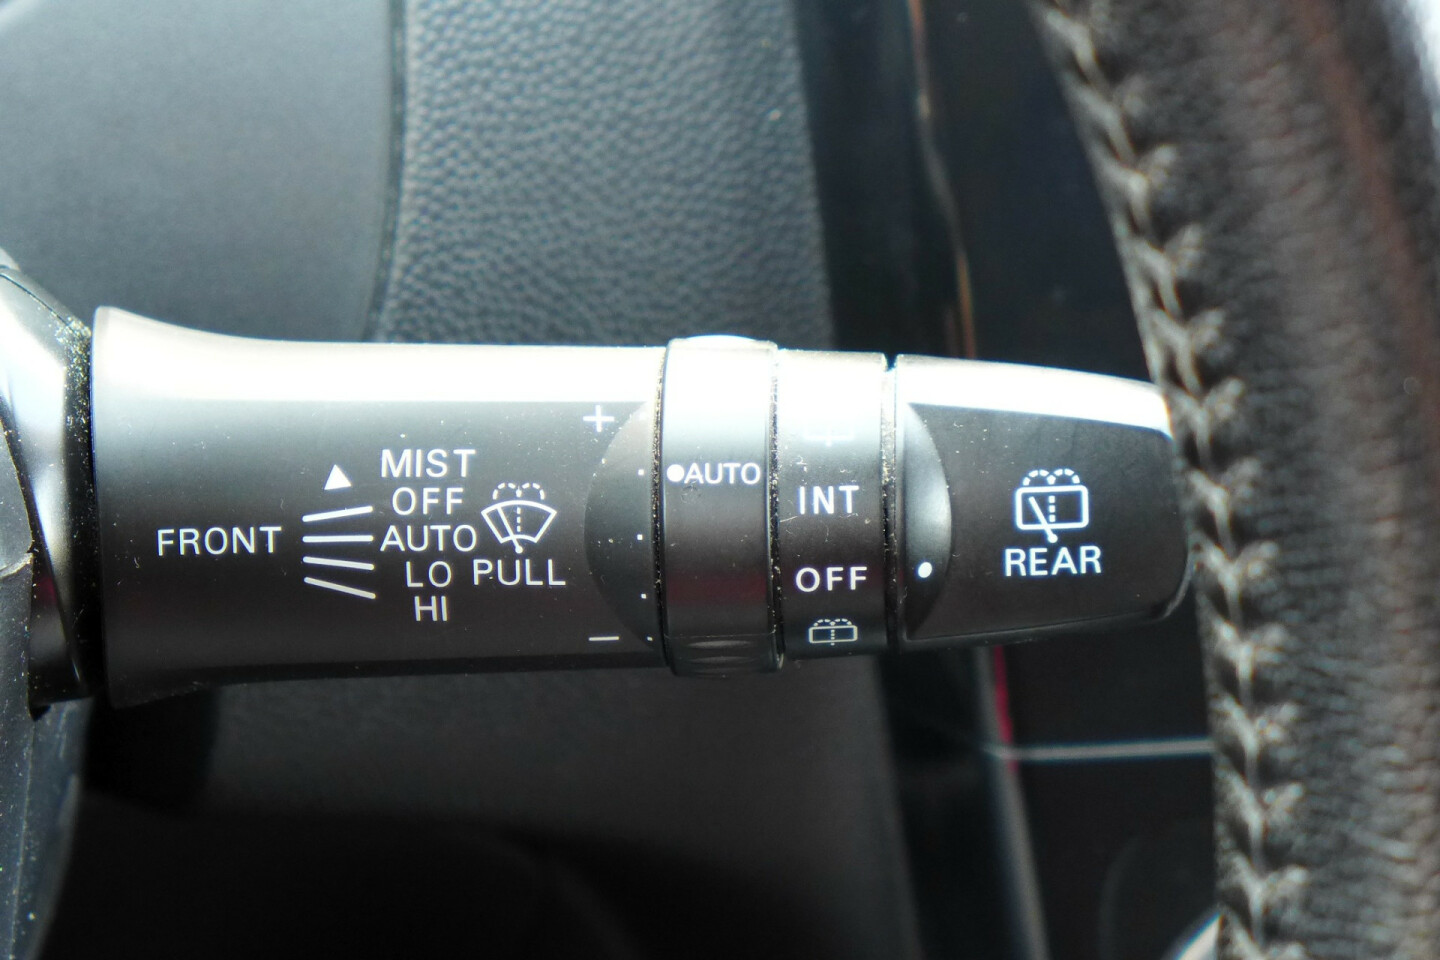 FRONT
MIST
OFF
AUTO
LO
HI
PULL
+
−
AUTO
INT
OFF
REAR